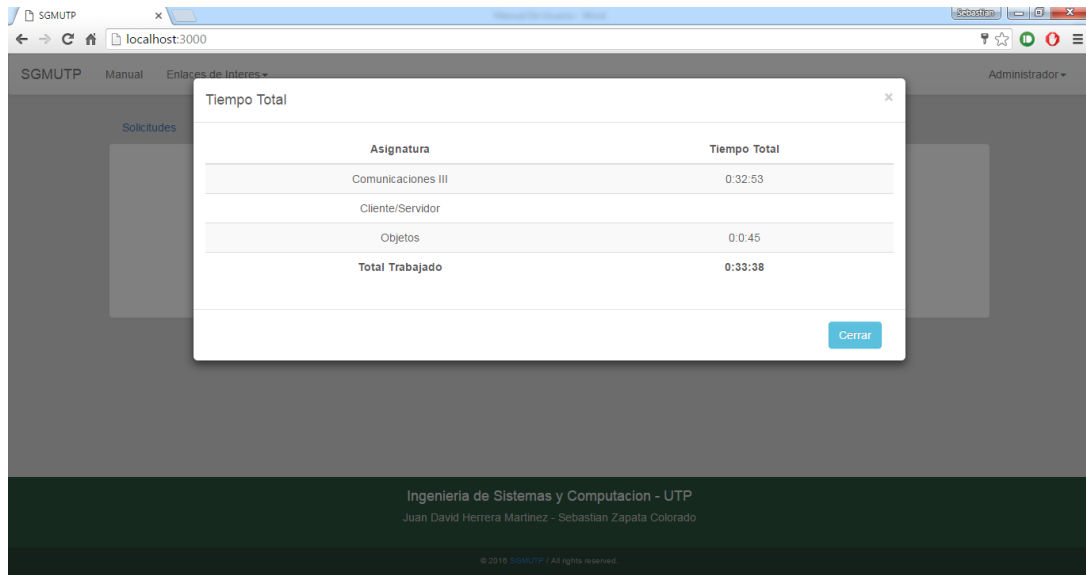 SGMUTP
Sebastian
localhost:3000
SGMUTP Manual Enlaces de Interes Administrador
Tiempo Total ×
Solicitudes
Asignatura Tiempo Total
Comunicaciones III 0:32:53
Cliente/Servidor
Objetos 0:0:45
Total Trabajado 0:33:38
Cerrar
Ingenieria de Sistemas y Computacion - UTP
Juan David Herrera Martinez - Sebastian Zapata Colorado
© 2016 SGMUTP / All rights reserved.